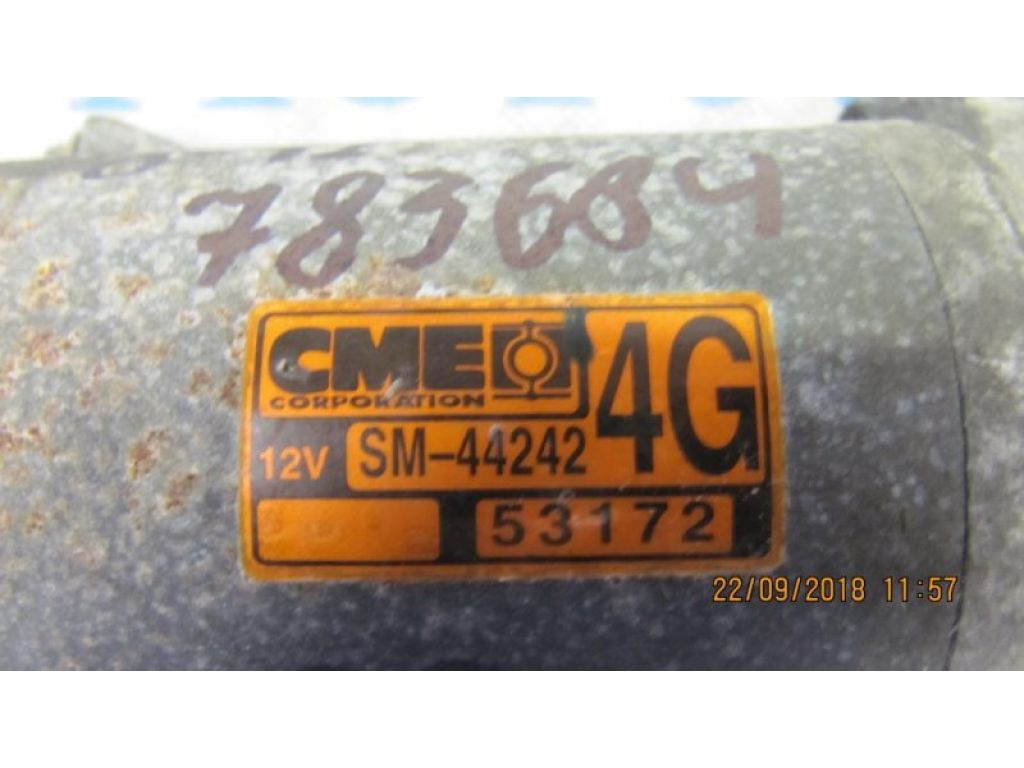 783684
CME 4G
CORPORATION
12V SM-44242
53172
22/09/2018 11:57